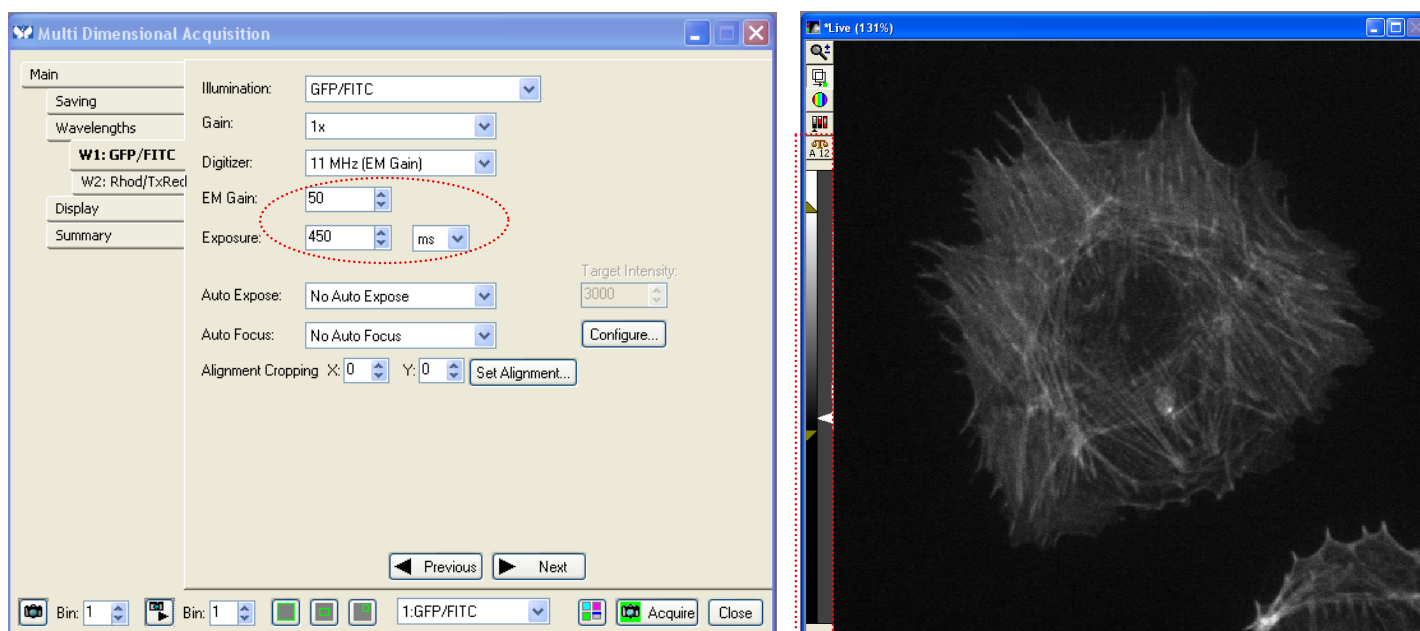 Multi Dimensional Acquisition
Main
Saving
Wavelengths
W1: GFP/FITC
W2: Rhod/TxRed
Display
Summary
Illumination: GFP/FITC
Gain: 1x
Digitizer: 11 MHz (EM Gain)
EM Gain: 50
Exposure: 450 ms
Target Intensity:
Auto Expose: No Auto Expose 3000
Auto Focus: No Auto Focus Configure...
Alignment Cropping X: 0 Y: 0 Set Alignment...
Previous Next
Bin: 1 Bin: 1 1:GFP/FITC Acquire Close
*Live (131%)
A 12